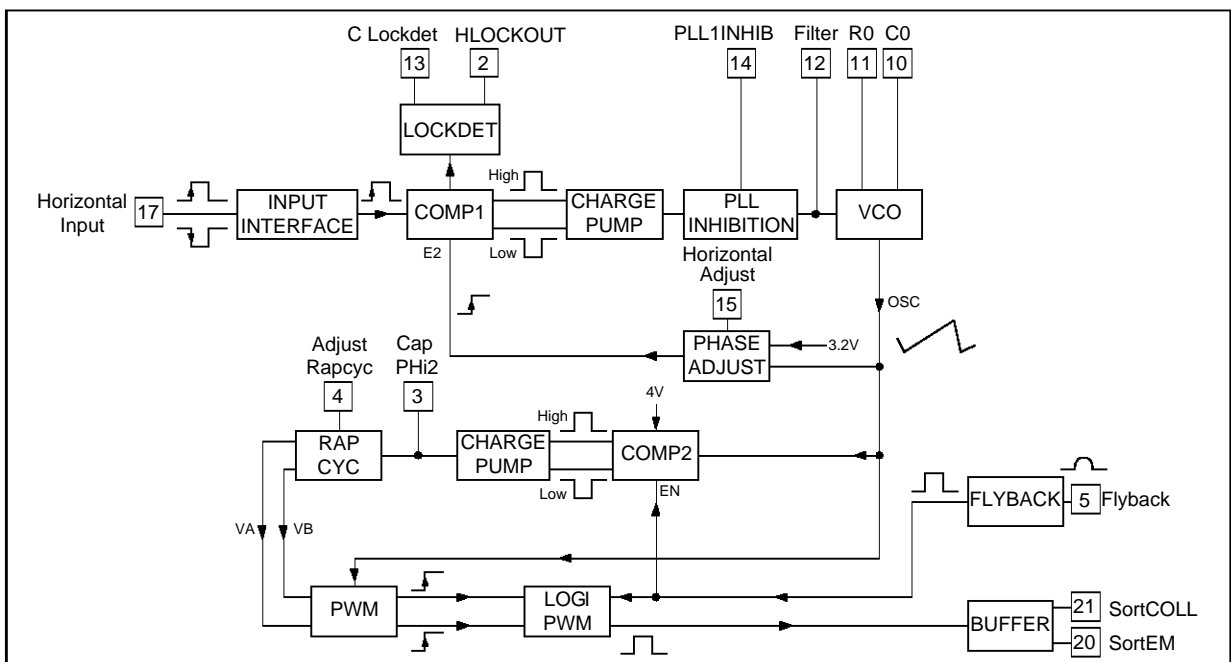 C Lockdet
HLOCKOUT
PLL1INHIB
Filter
R0
C0
13
2
14
12
11
10
LOCKDET
Horizontal
Input
17
INPUT
INTERFACE
COMP1
High
Low
E2
CHARGE
PUMP
PLL
INHIBITION
VCO
Horizontal
Adjust
15
OSC
PHASE
ADJUST
3.2V
Adjust
Rapcyc
Cap
PHi2
4
3
4V
High
Low
RAP
CYC
CHARGE
PUMP
COMP2
EN
FLYBACK
5
Flyback
VA
VB
PWM
LOGI
PWM
BUFFER
21
SortCOLL
20
SortEM